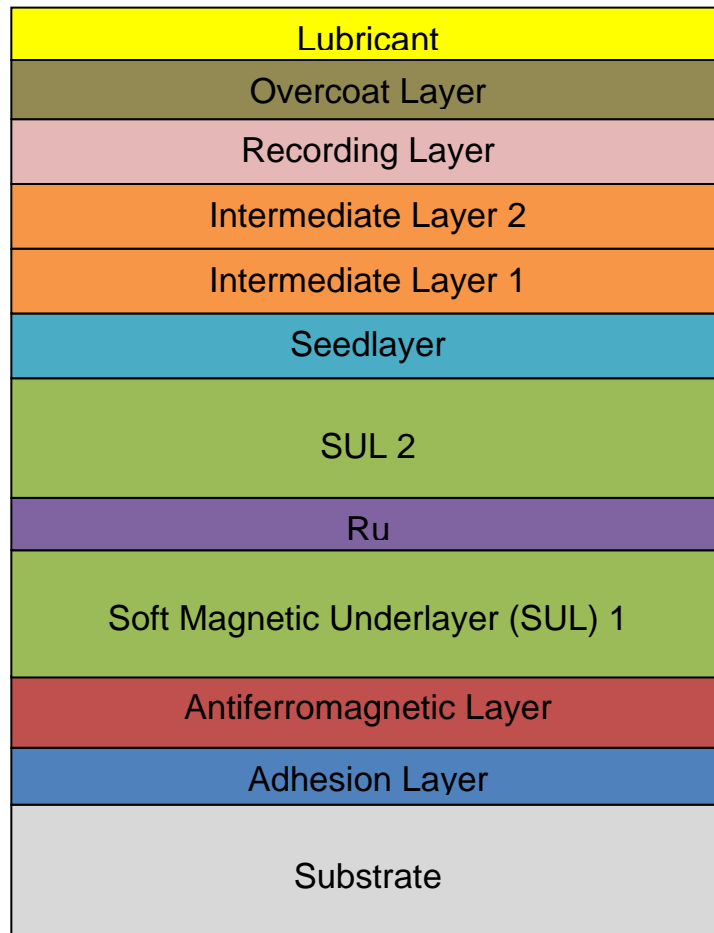 Lubricant
Overcoat Layer
Recording Layer
Intermediate Layer 2
Intermediate Layer 1
Seedlayer
SUL 2
Ru
Soft Magnetic Underlayer (SUL) 1
Antiferromagnetic Layer
Adhesion Layer
Substrate